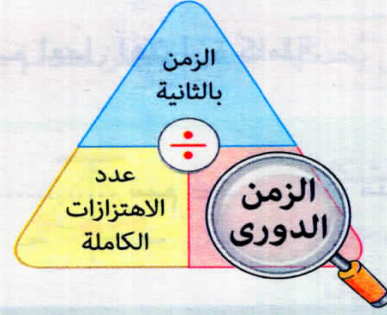 الزمن
بالثانية
÷
عدد
الاهتزازات
الكاملة
الزمن
الدورى